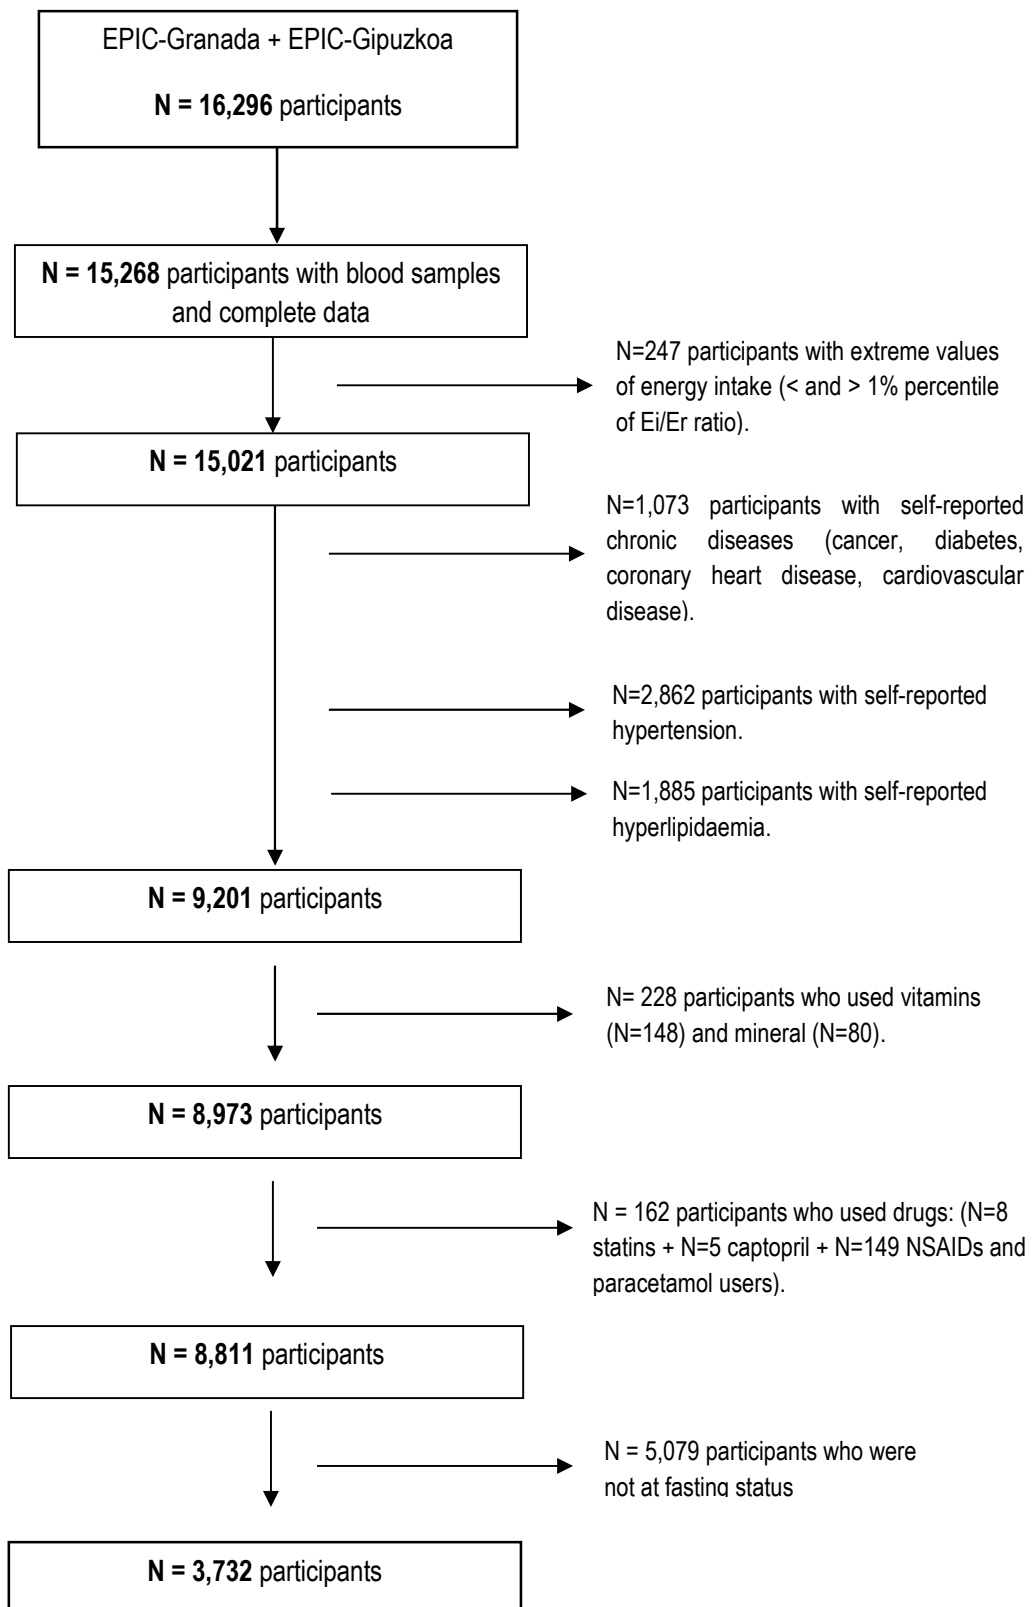 EPIC-Granada + EPIC-Gipuzkoa
N = 16,296 participants
N = 15,268 participants with blood samples
and complete data
N=247 participants with extreme values
of energy intake (< and > 1% percentile
of Ei/Er ratio).
N = 15,021 participants
N=1,073 participants with self-reported
chronic diseases (cancer, diabetes,
coronary heart disease, cardiovascular
disease).
N=2,862 participants with self-reported
hypertension.
N=1,885 participants with self-reported
hyperlipidaemia.
N = 9,201 participants
N= 228 participants who used vitamins
(N=148) and mineral (N=80).
N = 8,973 participants
N = 162 participants who used drugs: (N=8
statins + N=5 captopril + N=149 NSAIDs and
paracetamol users).
N = 8,811 participants
N = 5,079 participants who were
not at fasting status
N = 3,732 participants